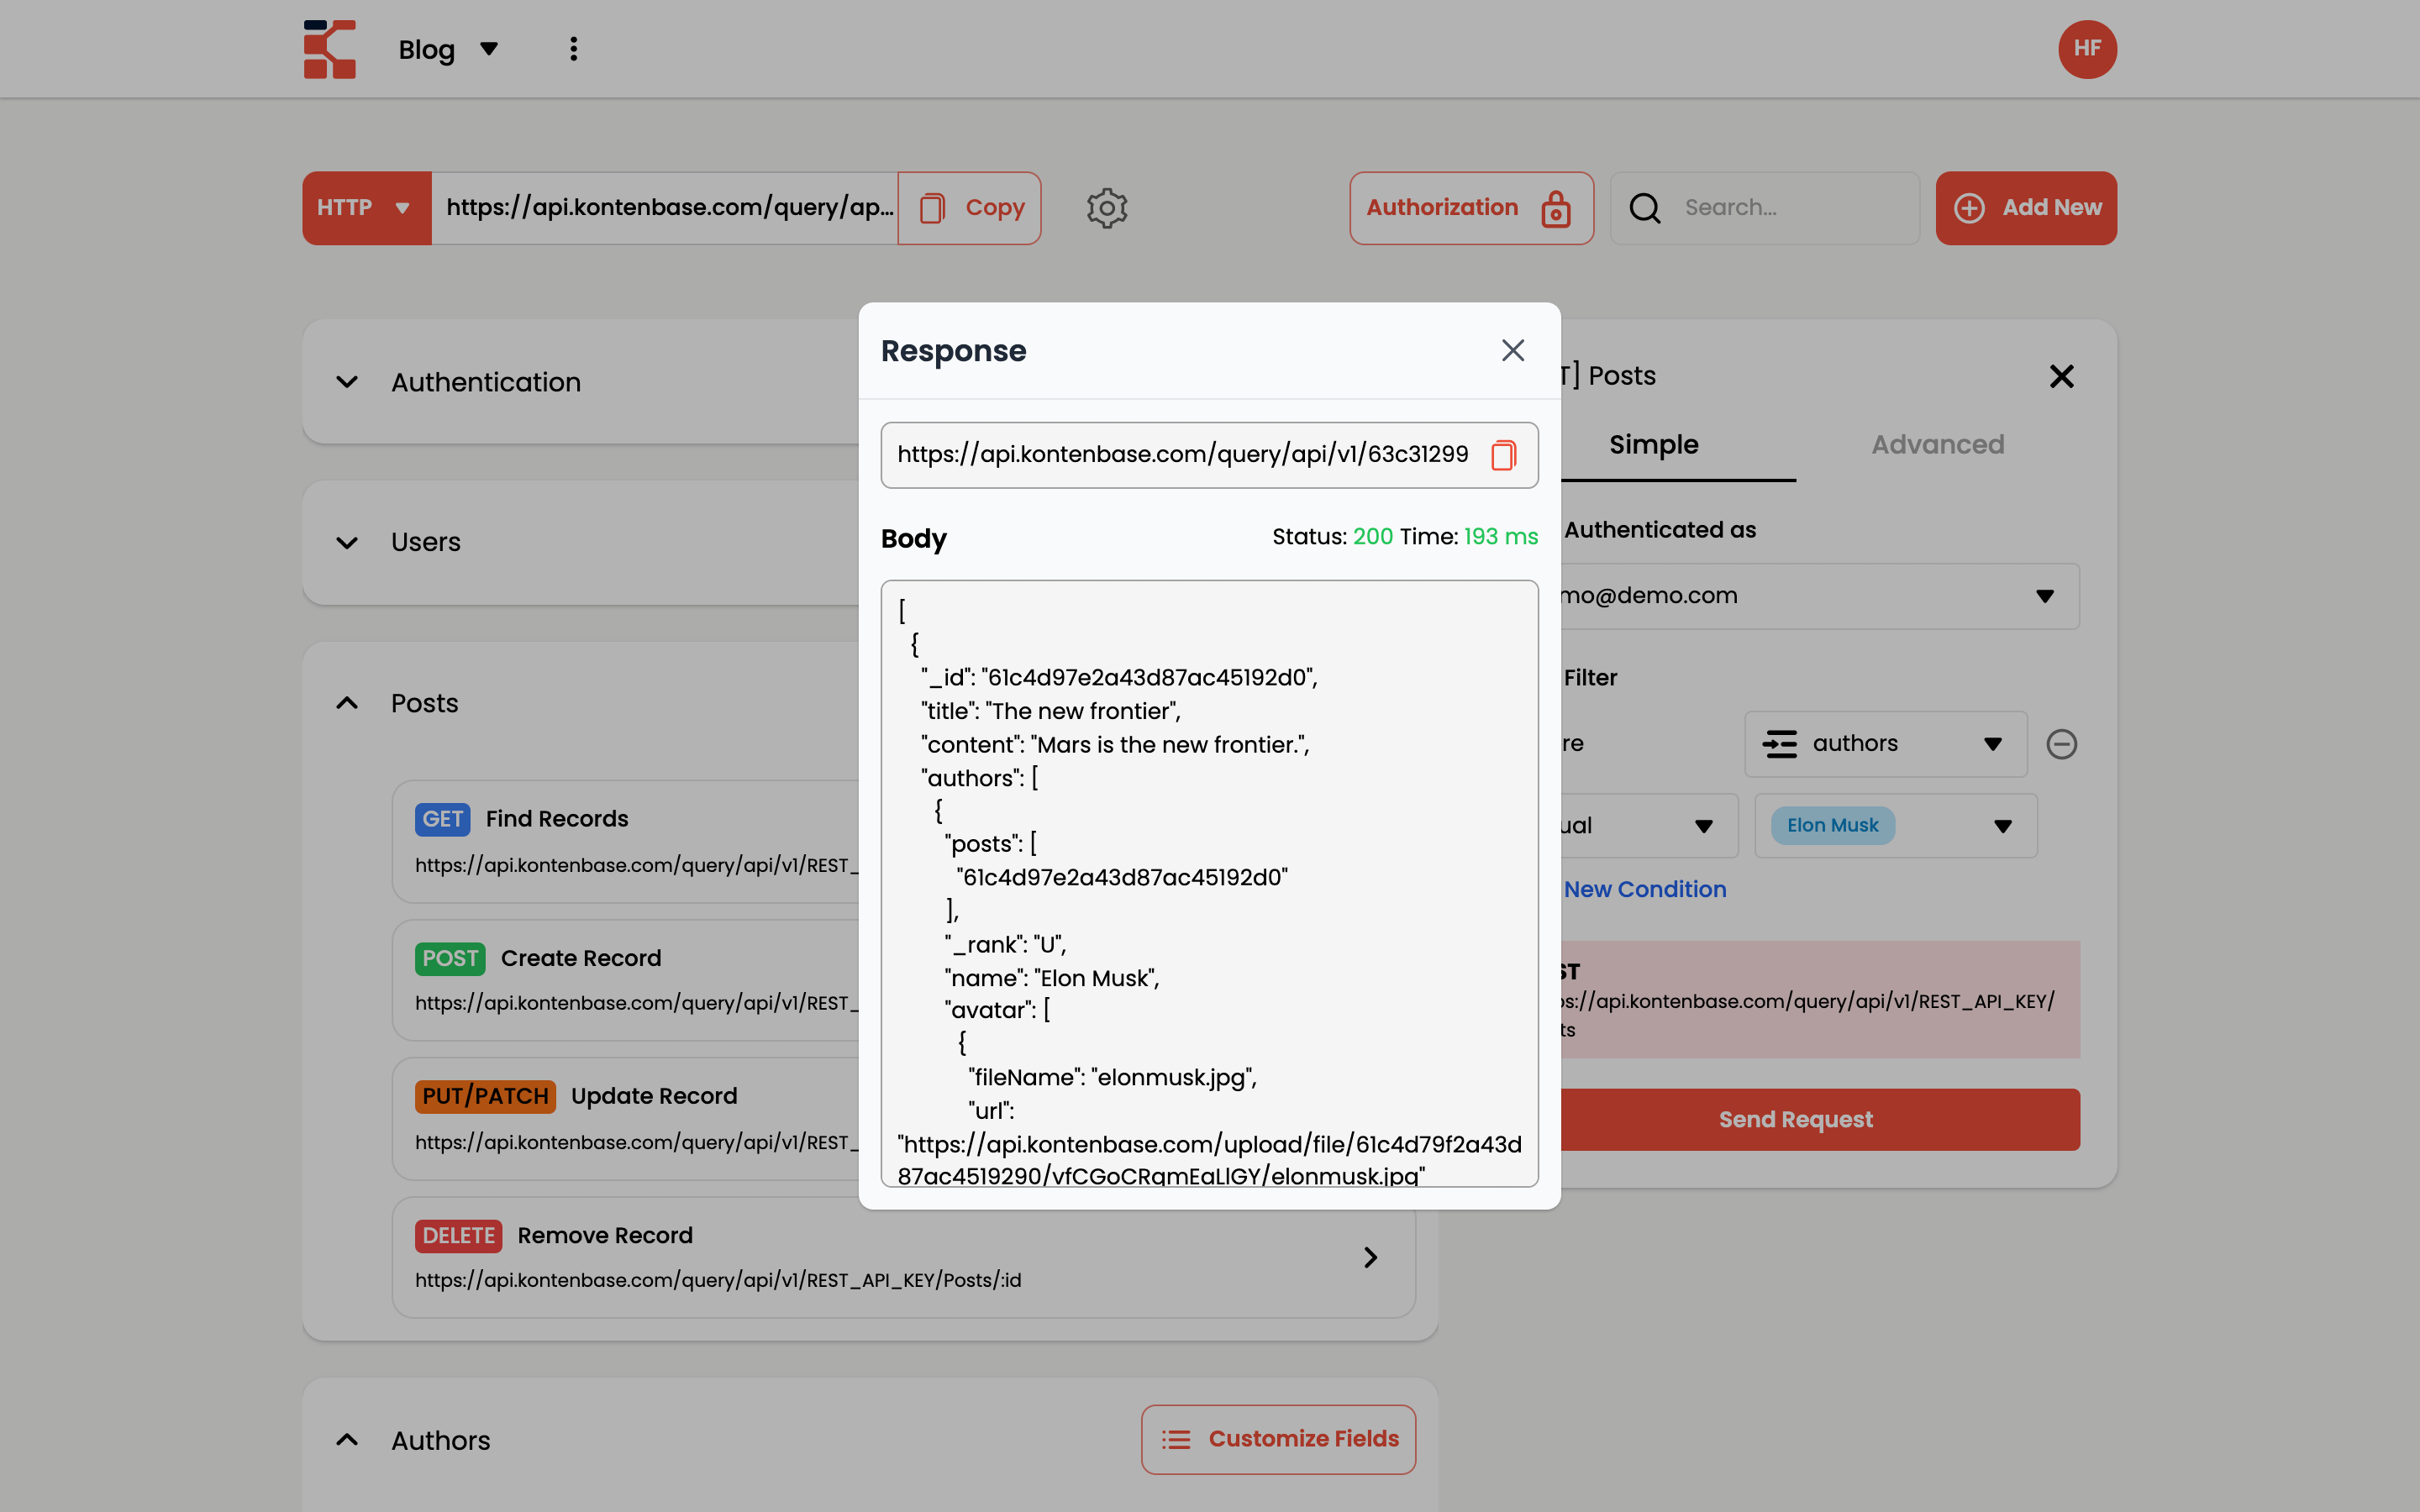 Blog
HF
HTTP
https://api.kontenbase.com/query/ap...
Copy
Authorization
Search...
Add New
Authentication
Users
Posts
GET Find Records
https://api.kontenbase.com/query/api/v1/REST_
POST Create Record
https://api.kontenbase.com/query/api/v1/REST_
PUT/PATCH Update Record
https://api.kontenbase.com/query/api/v1/REST_
DELETE Remove Record
https://api.kontenbase.com/query/api/v1/REST_API_KEY/Posts/:id
Authors
Customize Fields
Response
https://api.kontenbase.com/query/api/v1/63c31299
Body
Status: 200 Time: 193 ms
[
{
"_id": "61c4d97e2a43d87ac45192d0",
"title": "The new frontier",
"content": "Mars is the new frontier.",
"authors": [
{
"posts": [
"61c4d97e2a43d87ac45192d0"
],
"_rank": "U",
"name": "Elon Musk",
"avatar": [
{
"fileName": "elonmusk.jpg",
"url":
"https://api.kontenbase.com/upload/file/61c4d79f2a43d
87ac4519290/vfCGoCRqmEaLlGY/elonmusk.jpg"
T] Posts
Simple
Advanced
Authenticated as
mo@demo.com
Filter
re
authors
ual
Elon Musk
New Condition
ST
ps://api.kontenbase.com/query/api/v1/REST_API_KEY/
ts
Send Request